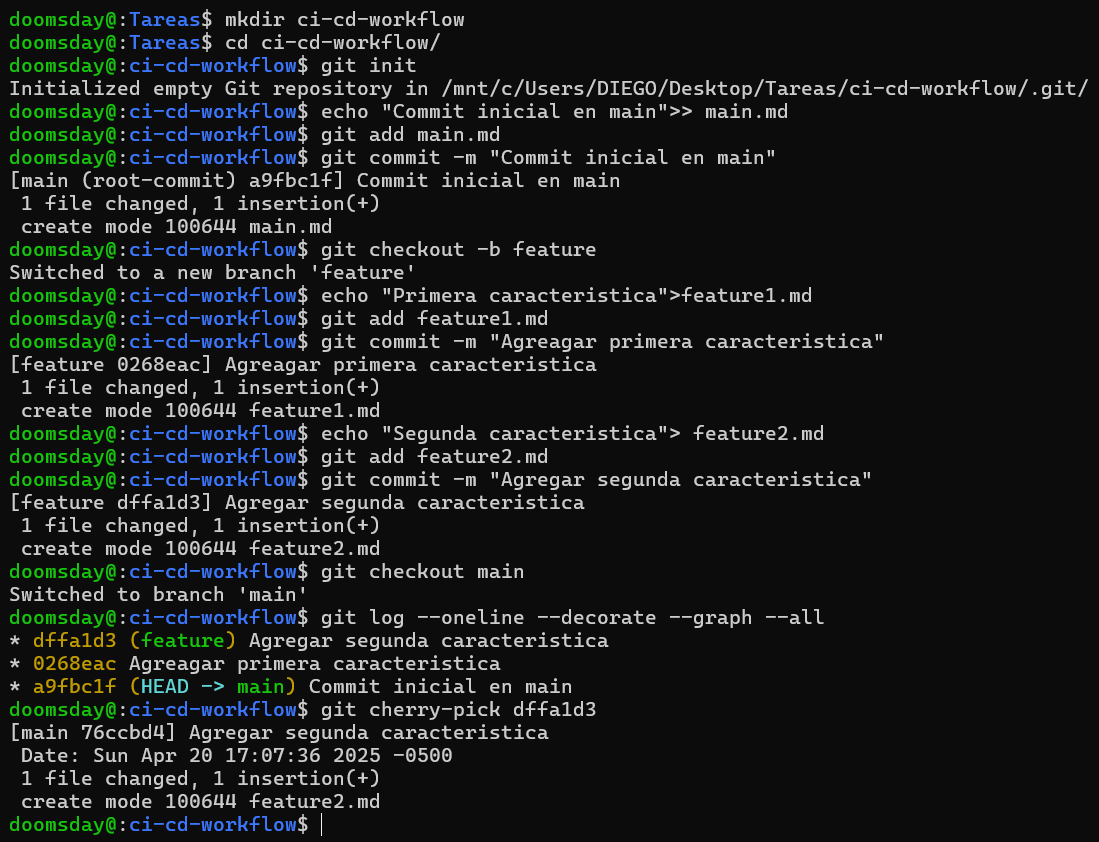 doomsday@:Tareas$ mkdir ci-cd-workflow
doomsday@:Tareas$ cd ci-cd-workflow/
doomsday@:ci-cd-workflow$ git init
Initialized empty Git repository in /mnt/c/Users/DIEGO/Desktop/Tareas/ci-cd-workflow/.git/
doomsday@:ci-cd-workflow$ echo "Commit inicial en main">> main.md
doomsday@:ci-cd-workflow$ git add main.md
doomsday@:ci-cd-workflow$ git commit -m "Commit inicial en main"
[main (root-commit) a9fbc1f] Commit inicial en main
 1 file changed, 1 insertion(+)
 create mode 100644 main.md
doomsday@:ci-cd-workflow$ git checkout -b feature
Switched to a new branch 'feature'
doomsday@:ci-cd-workflow$ echo "Primera caracteristica">feature1.md
doomsday@:ci-cd-workflow$ git add feature1.md
doomsday@:ci-cd-workflow$ git commit -m "Agreagar primera caracteristica"
[feature 0268eac] Agreagar primera caracteristica
 1 file changed, 1 insertion(+)
 create mode 100644 feature1.md
doomsday@:ci-cd-workflow$ echo "Segunda caracteristica"> feature2.md
doomsday@:ci-cd-workflow$ git add feature2.md
doomsday@:ci-cd-workflow$ git commit -m "Agregar segunda caracteristica"
[feature dffa1d3] Agregar segunda caracteristica
 1 file changed, 1 insertion(+)
 create mode 100644 feature2.md
doomsday@:ci-cd-workflow$ git checkout main
Switched to branch 'main'
doomsday@:ci-cd-workflow$ git log --oneline --decorate --graph --all
* dffa1d3 (feature) Agregar segunda caracteristica
* 0268eac Agreagar primera caracteristica
* a9fbc1f (HEAD -> main) Commit inicial en main
doomsday@:ci-cd-workflow$ git cherry-pick dffa1d3
[main 76ccbd4] Agregar segunda caracteristica
 Date: Sun Apr 20 17:07:36 2025 -0500
 1 file changed, 1 insertion(+)
 create mode 100644 feature2.md
doomsday@:ci-cd-workflow$